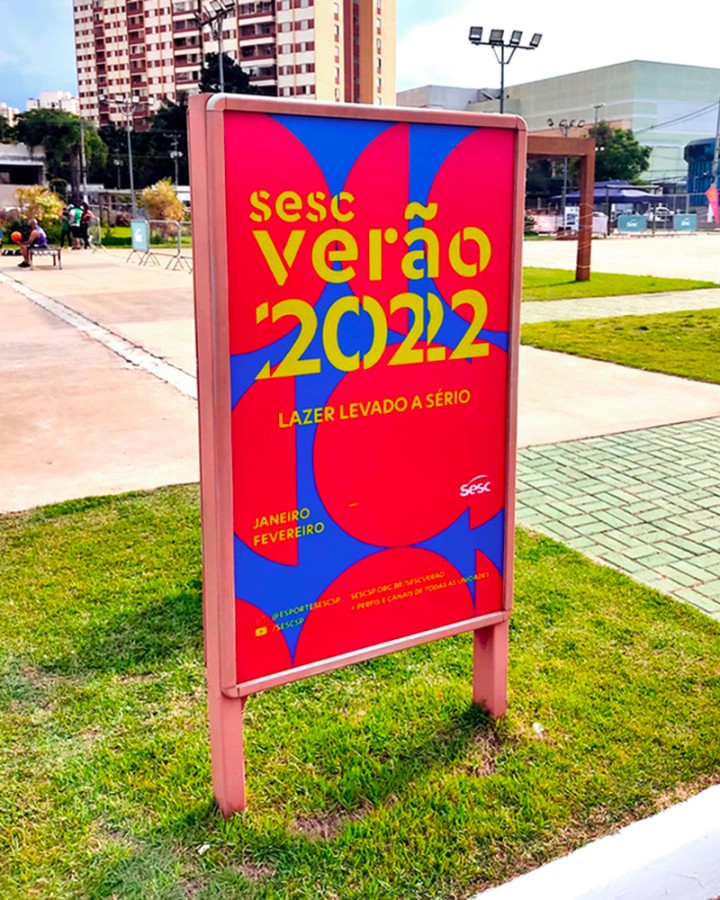 sesc
verão
2022
LAZER LEVADO A SÉRIO
sesc
JANEIRO
FEVEREIRO
@ESPORTESESCSP
/SESCSP
SESCSP.ORG.BR/SESCVERAO
+ PERFIS E CANAIS DE TODAS AS UNIDADES